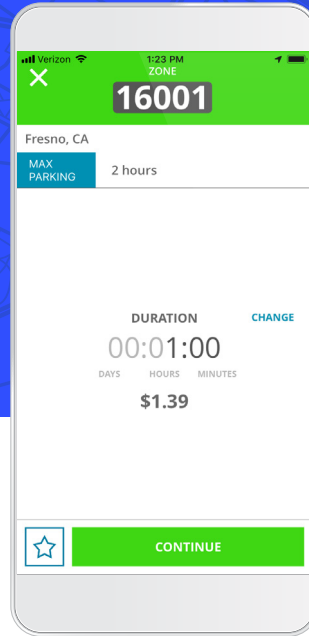 Verizon 1:23 PM
ZONE
16001
Fresno, CA
MAX
PARKING
2 hours
DURATION
CHANGE
00:01:00
DAYS HOURS MINUTES
$1.39
CONTINUE